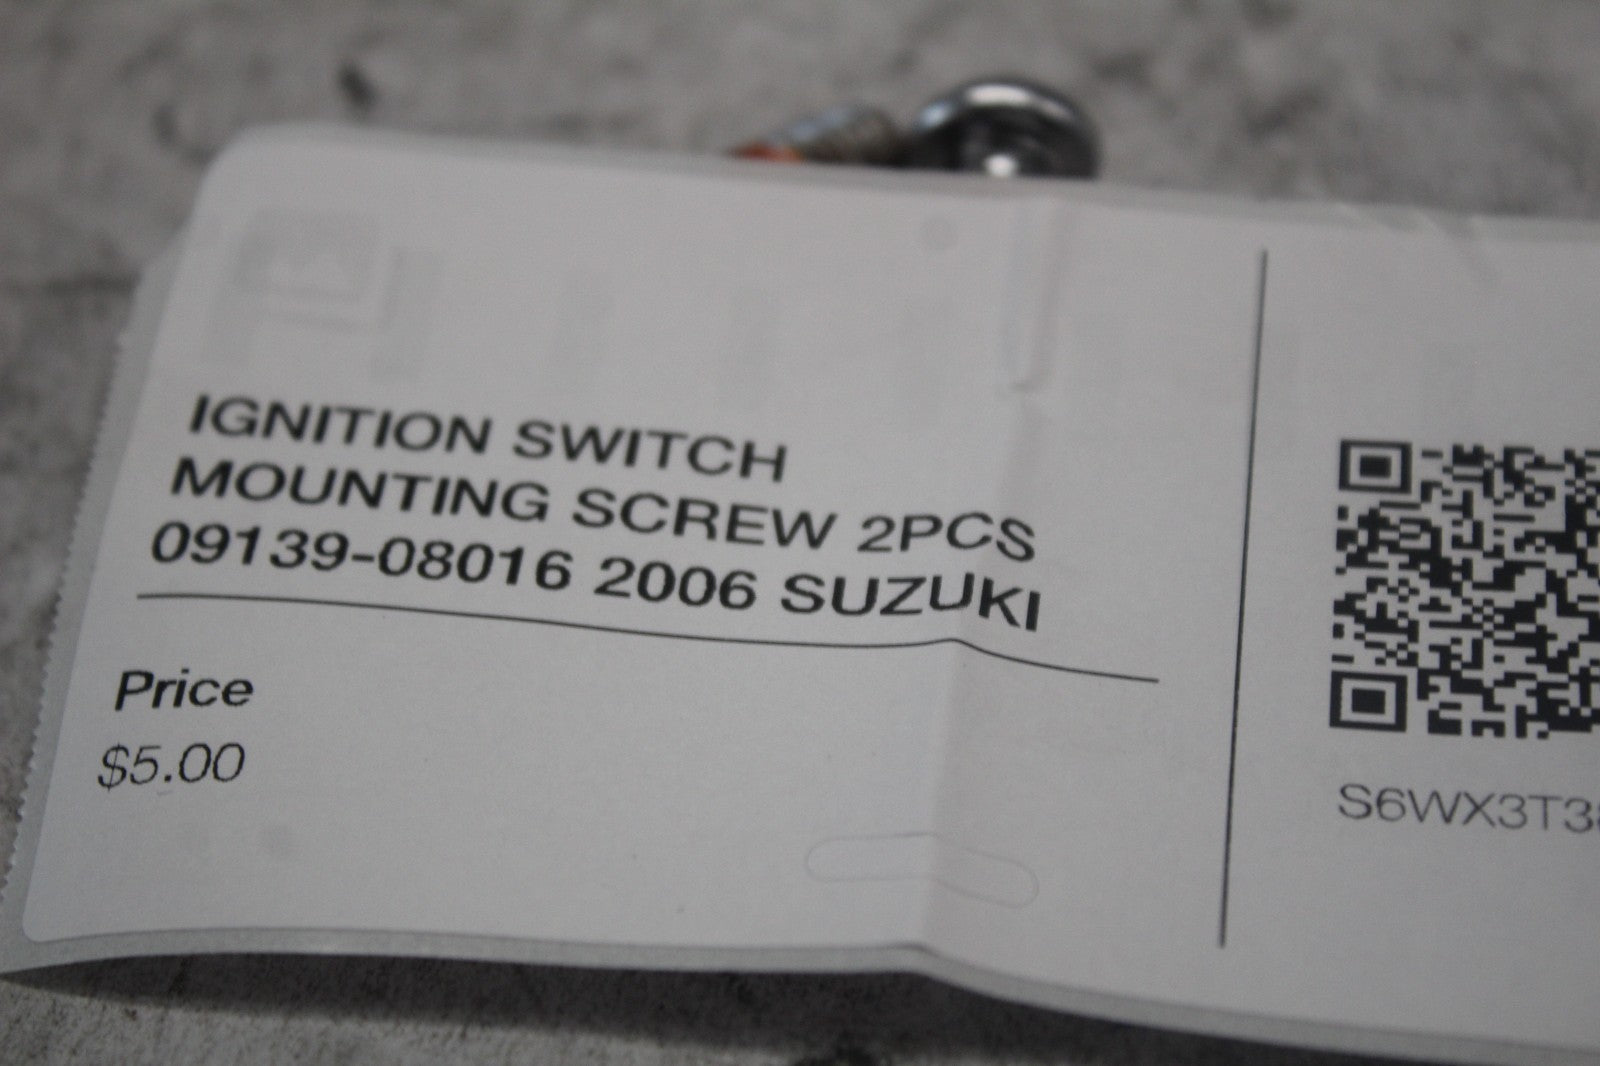 IGNITION SWITCH
MOUNTING SCREW 2PCS
09139-08016 2006 SUZUKI
Price
$5.00
S6WX3T3